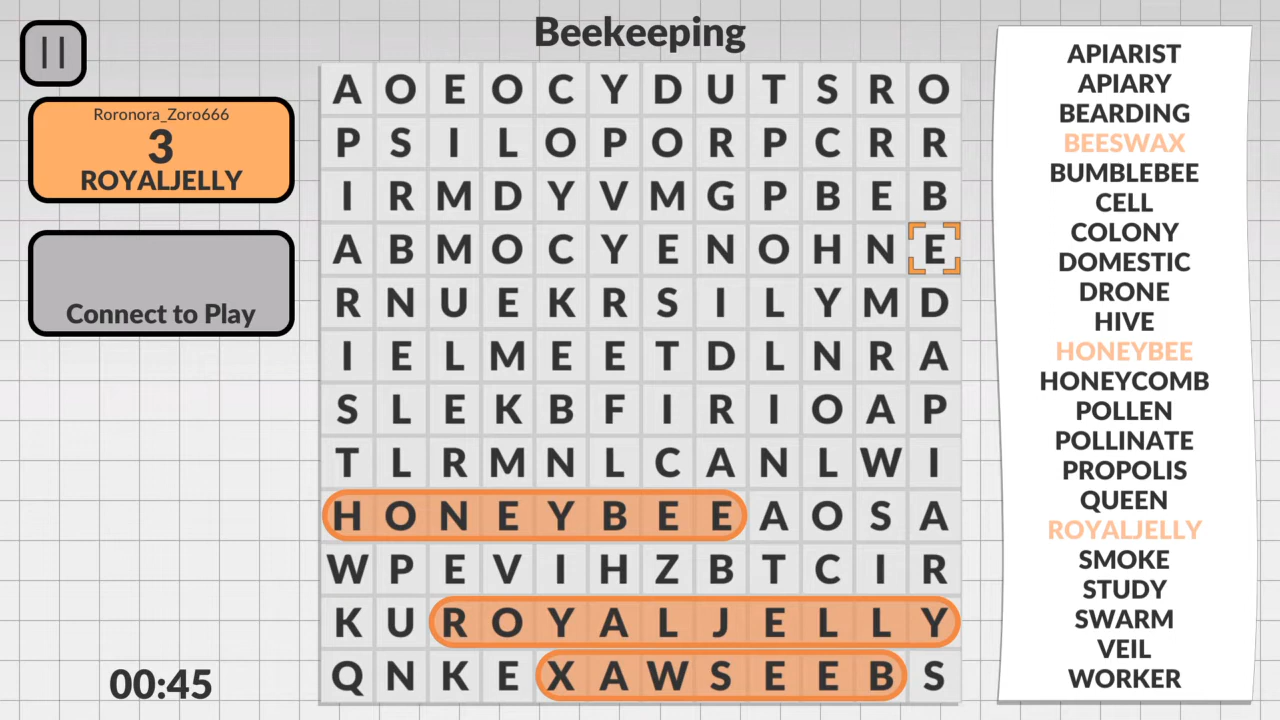 Beekeeping
Roronora_Zoro666
3
ROYALJELLY
Connect to Play
00:45
A O E O C Y D U T S R O
P S I L O P O R P C R R
I R M D Y V M G P B E B
A B M O C Y E N O H N E
R N U E K R S I L Y M D
I E L M E E T D L N R A
S L E K B F I R I O A P
T L R M N L C A N L W I
H O N E Y B E E A O S A
W P E V I H Z B T C I R
K U R O Y A L J E L L Y
Q N K E X A W S E E B S
APIARIST
APIARY
BEARDING
BEESWAX
BUMBLEBEE
CELL
COLONY
DOMESTIC
DRONE
HIVE
HONEYBEE
HONEYCOMB
POLLEN
POLLINATE
PROPOLIS
QUEEN
ROYALJELLY
SMOKE
STUDY
SWARM
VEIL
WORKER